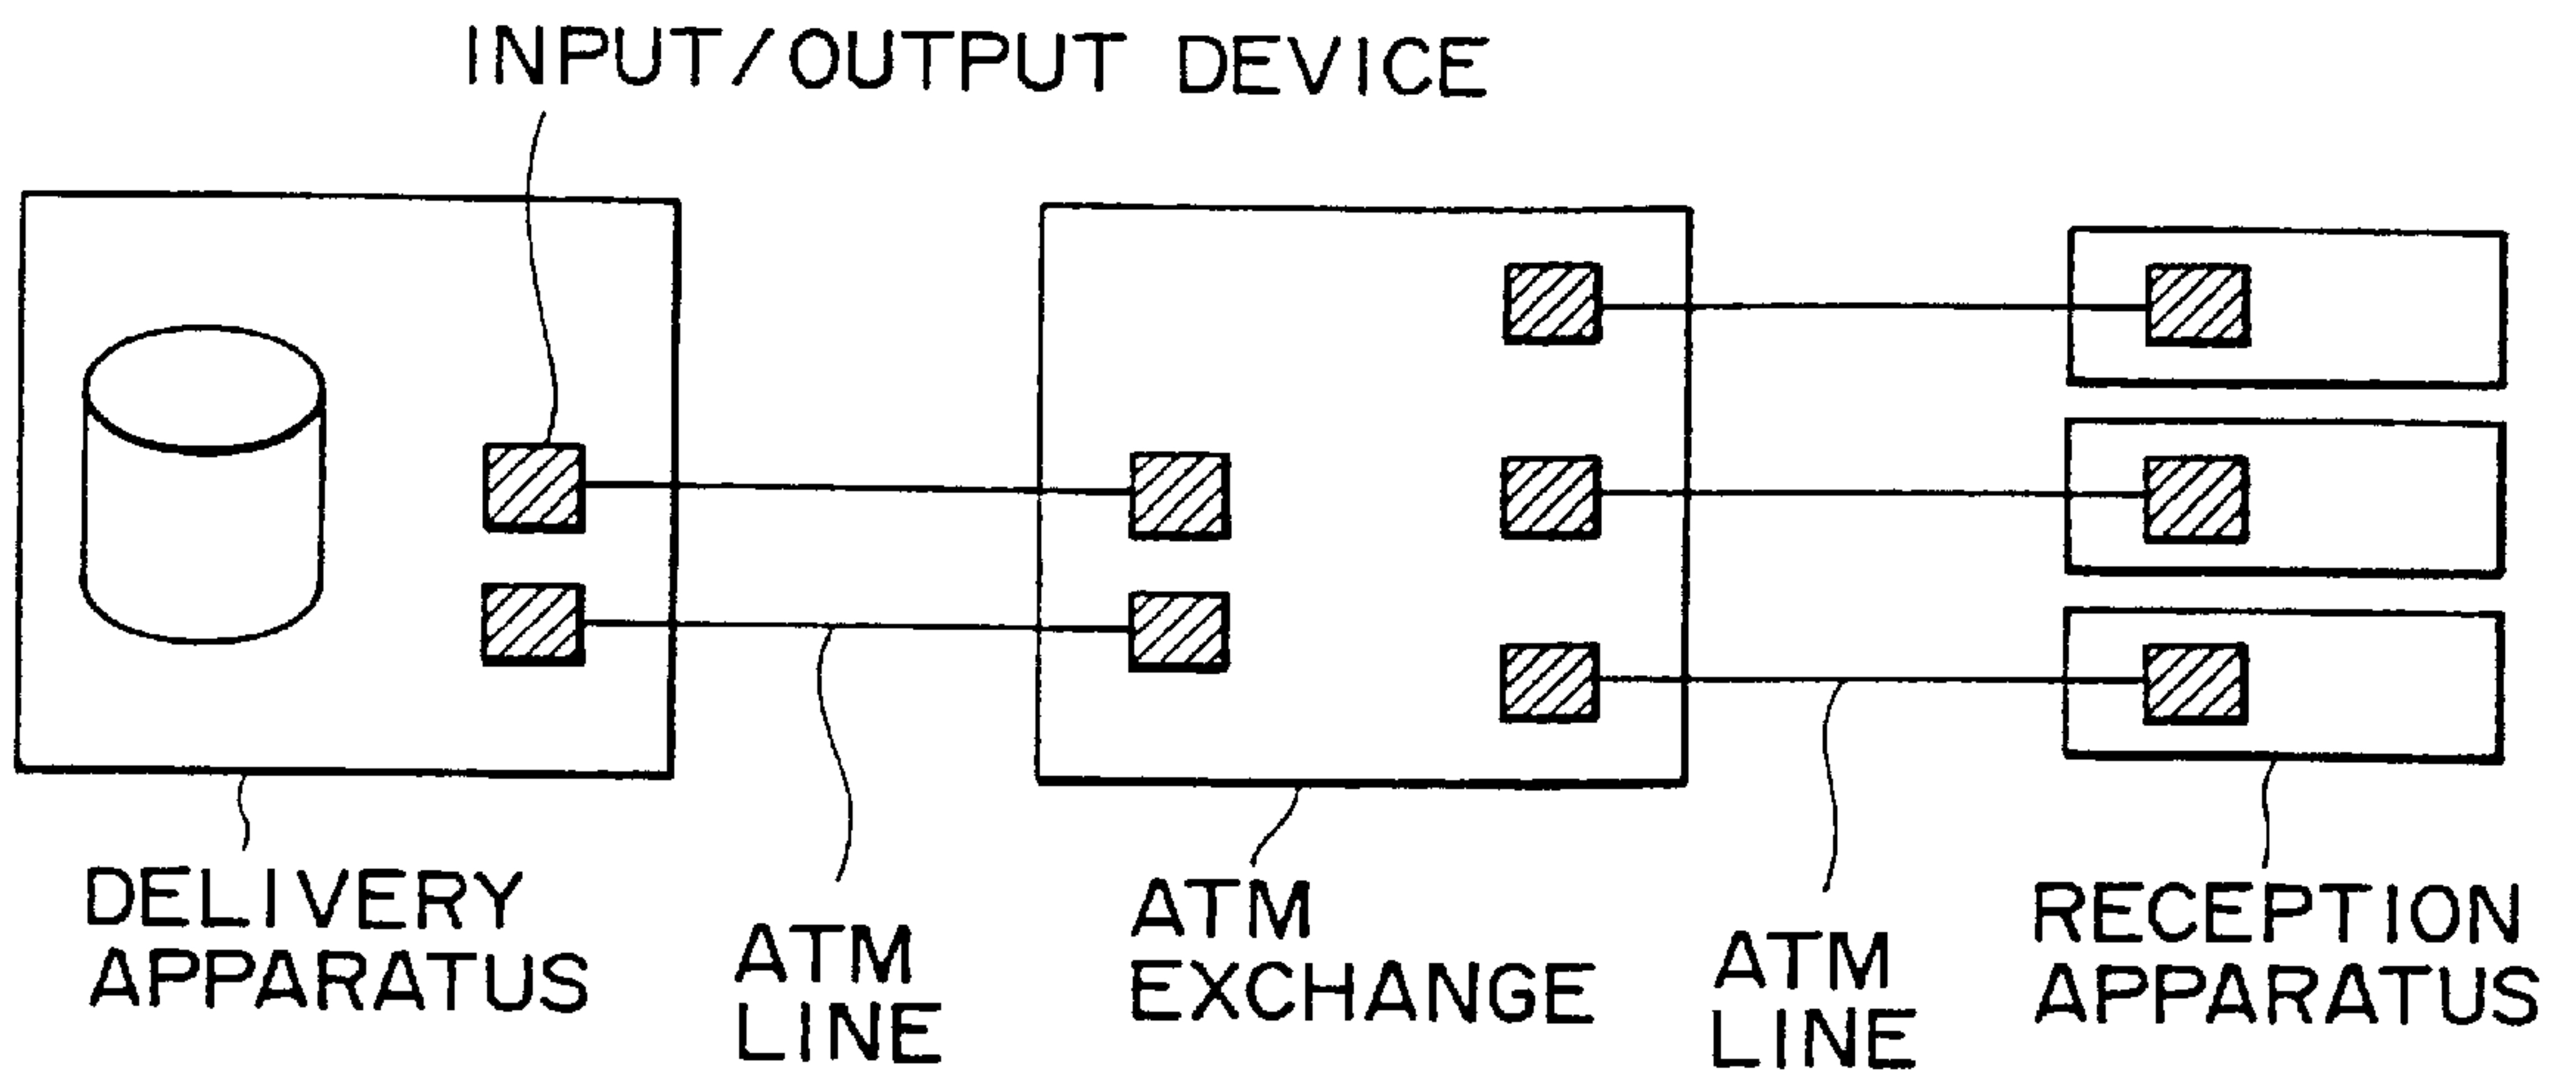 INPUT/OUTPUT DEVICE
DELIVERY
APPARATUS
ATM
LINE
ATM
EXCHANGE
ATM
LINE
RECEPTION
APPARATUS